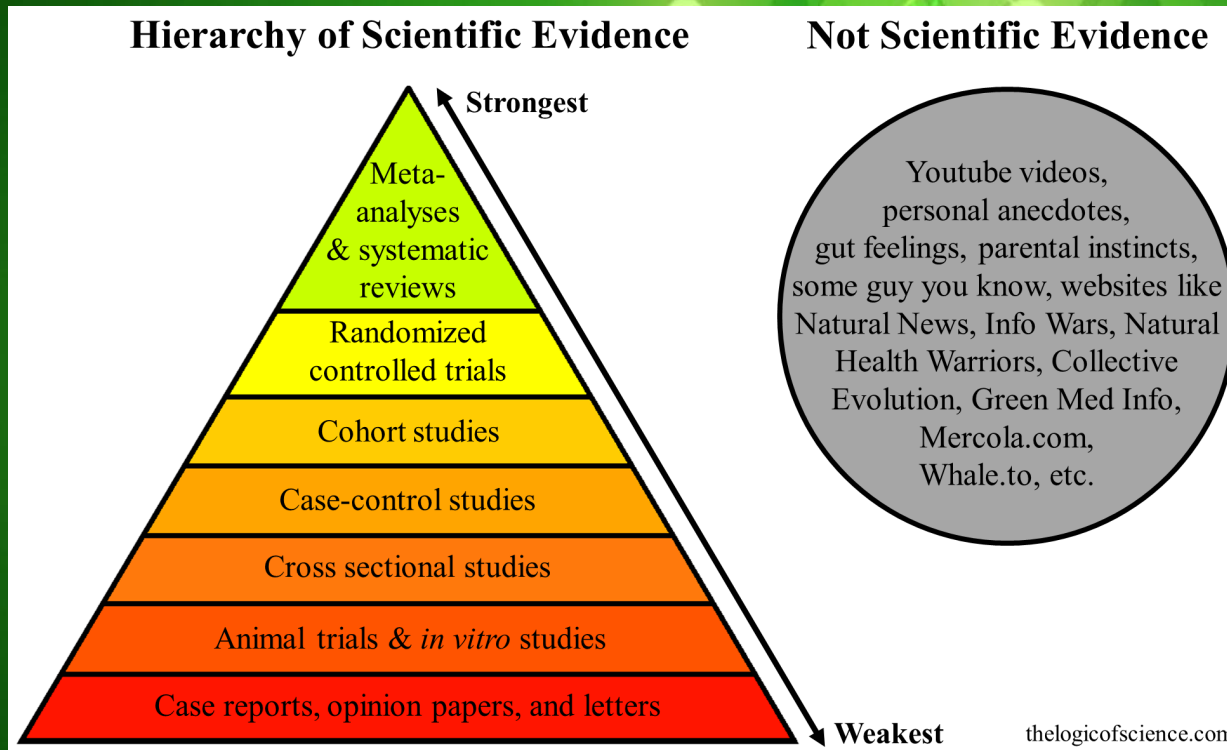 Hierarchy of Scientific Evidence
Not Scientific Evidence
Strongest
Meta-
analyses
& systematic
reviews
Randomized
controlled trials
Cohort studies
Case-control studies
Cross sectional studies
Animal trials & in vitro studies
Case reports, opinion papers, and letters
Weakest
Youtube videos,
personal anecdotes,
gut feelings, parental instincts,
some guy you know, websites like
Natural News, Info Wars, Natural
Health Warriors, Collective
Evolution, Green Med Info,
Mercola.com,
Whale.to, etc.
thelogicofscience.com